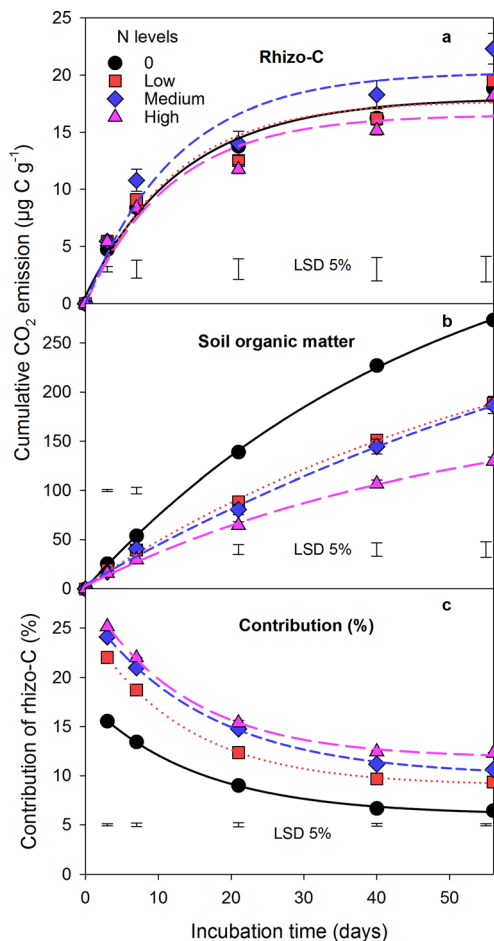 N levels
0
Low
Medium
High
a
Rhizo-C
25
20
15
10
5
0
LSD 5%
Cumulative CO₂ emission (µg C g⁻¹)
b
Soil organic matter
250
200
150
100
50
0
LSD 5%
c
Contribution (%)
25
20
15
10
5
0
LSD 5%
Contribution of rhizo-C (%)
0 10 20 30 40 50
Incubation time (days)